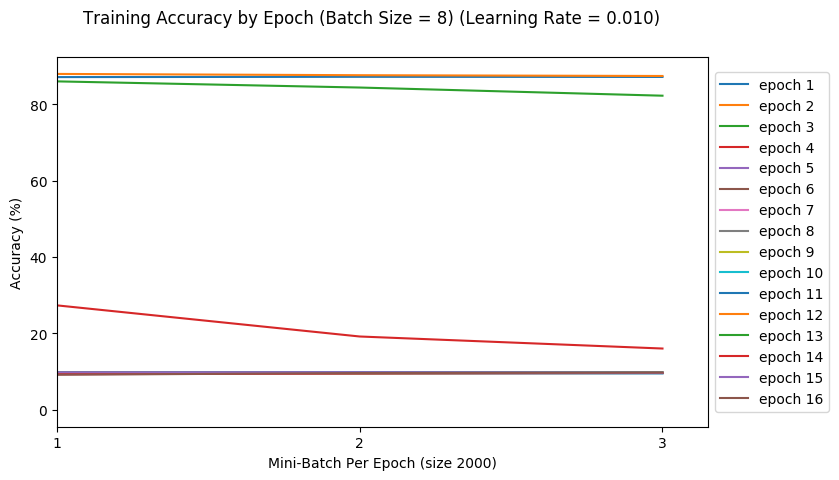 Training Accuracy by Epoch (Batch Size = 8) (Learning Rate = 0.010)
Accuracy (%)
80
60
40
20
0
1
2
3
Mini-Batch Per Epoch (size 2000)
epoch 1
epoch 2
epoch 3
epoch 4
epoch 5
epoch 6
epoch 7
epoch 8
epoch 9
epoch 10
epoch 11
epoch 12
epoch 13
epoch 14
epoch 15
epoch 16